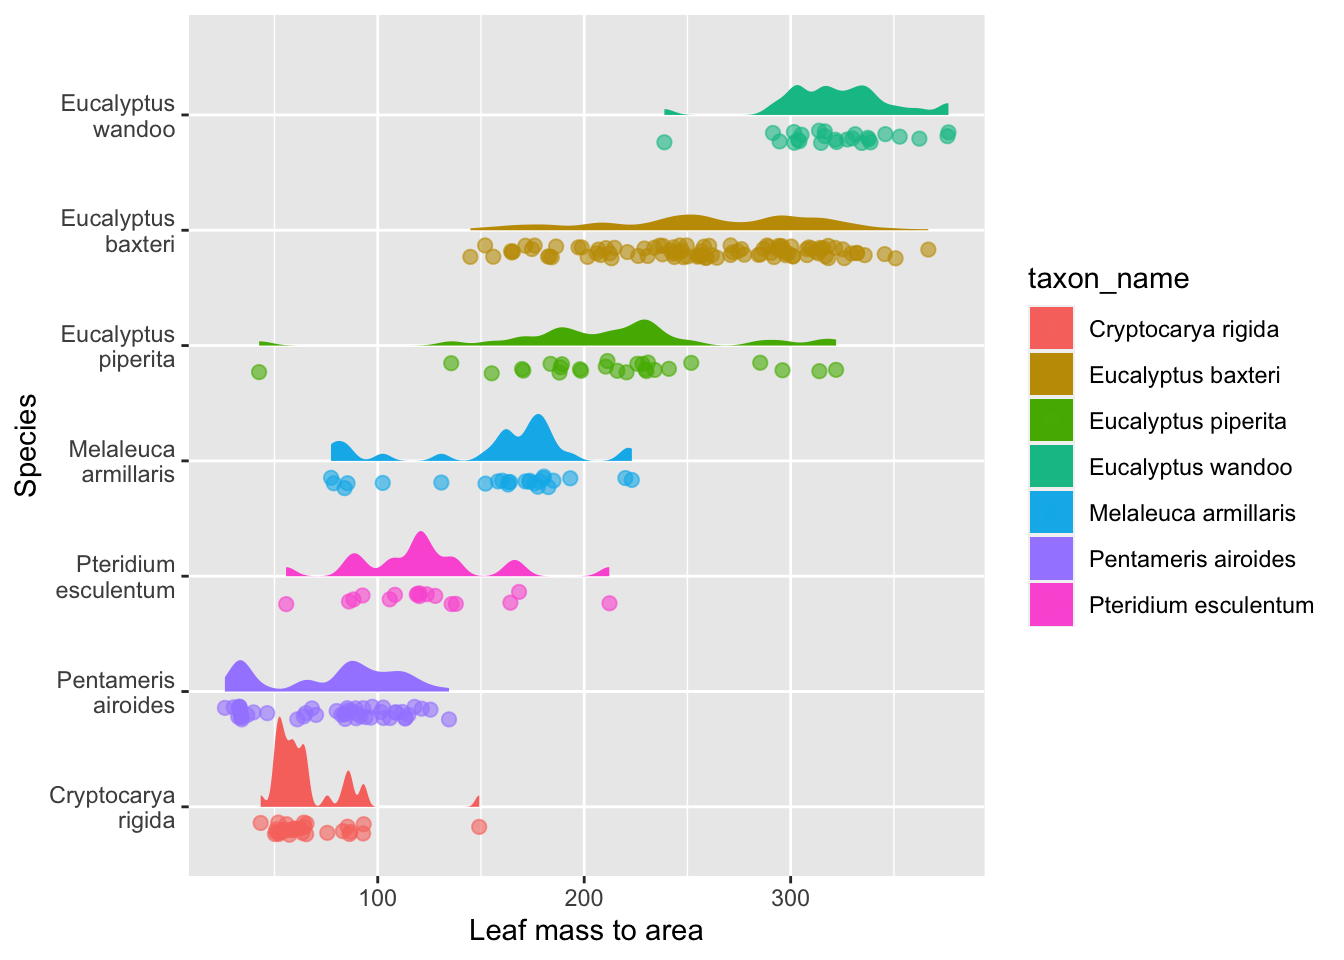 Species
Eucalyptus
wandoo
Eucalyptus
baxteri
Eucalyptus
piperita
Melaleuca
armillaris
Pteridium
esculentum
Pentameris
airoides
Cryptocarya
rigida
100 200 300
Leaf mass to area
taxon_name
Cryptocarya rigida
Eucalyptus baxteri
Eucalyptus piperita
Eucalyptus wandoo
Melaleuca armillaris
Pentameris airoides
Pteridium esculentum